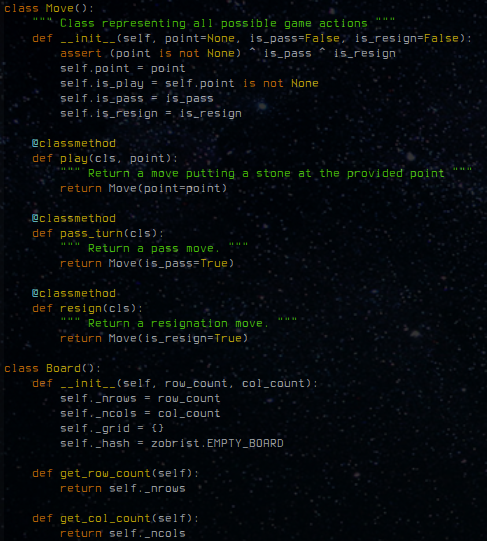 class Move():
    """ Class representing all possible game actions """
    def __init__(self, point=None, is_pass=False, is_resign=False):
        assert (point is not None) ^ is_pass ^ is_resign
        self.point = point
        self.is_play = self.point is not None
        self.is_pass = is_pass
        self.is_resign = is_resign

    @classmethod
    def play(cls, point):
        """ Return a move putting a stone at the provided point """
        return Move(point=point)

    @classmethod
    def pass_turn(cls):
        """ Return a pass move. """
        return Move(is_pass=True)

    @classmethod
    def resign(cls):
        """ Return a resignation move. """
        return Move(is_resign=True)

class Board():
    def __init__(self, row_count, col_count):
        self._nrows = row_count
        self._ncols = col_count
        self._grid = {}
        self._hash = zobrist.EMPTY_BOARD

    def get_row_count(self):
        return self._nrows

    def get_col_count(self):
        return self._ncols